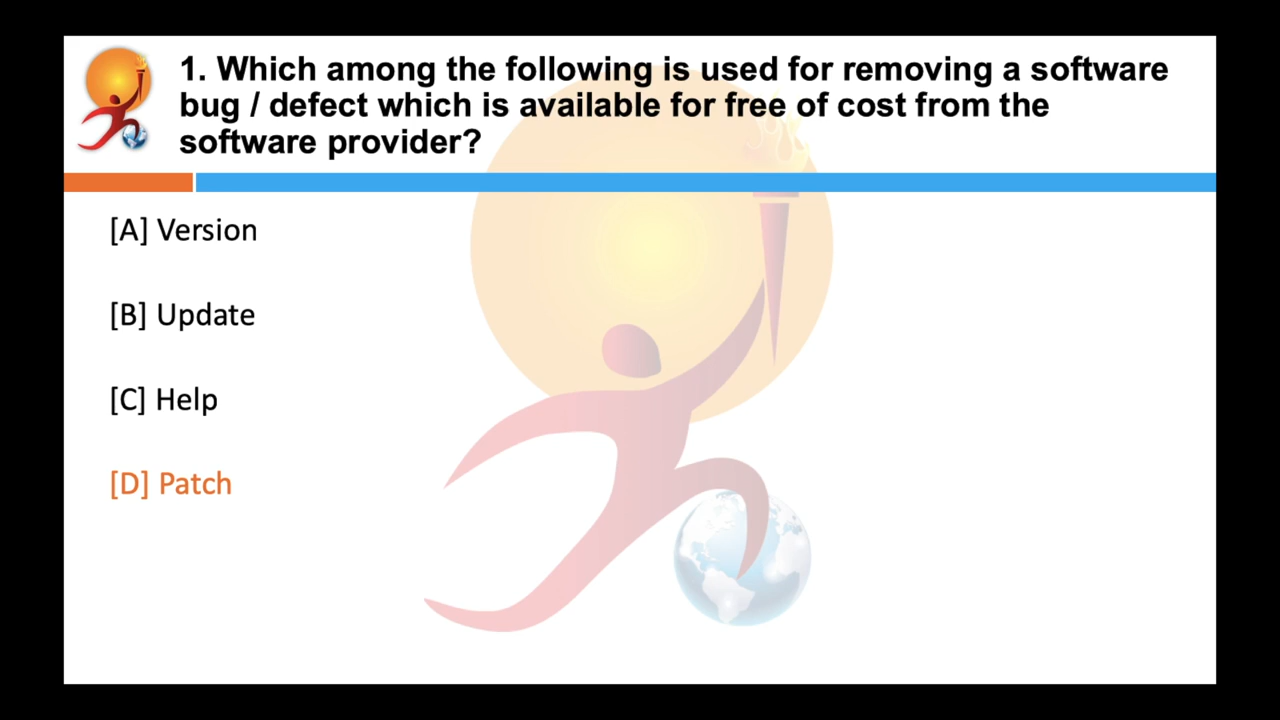 1. Which among the following is used for removing a software
bug / defect which is available for free of cost from the
software provider?
[A] Version
[B] Update
[C] Help
[D] Patch